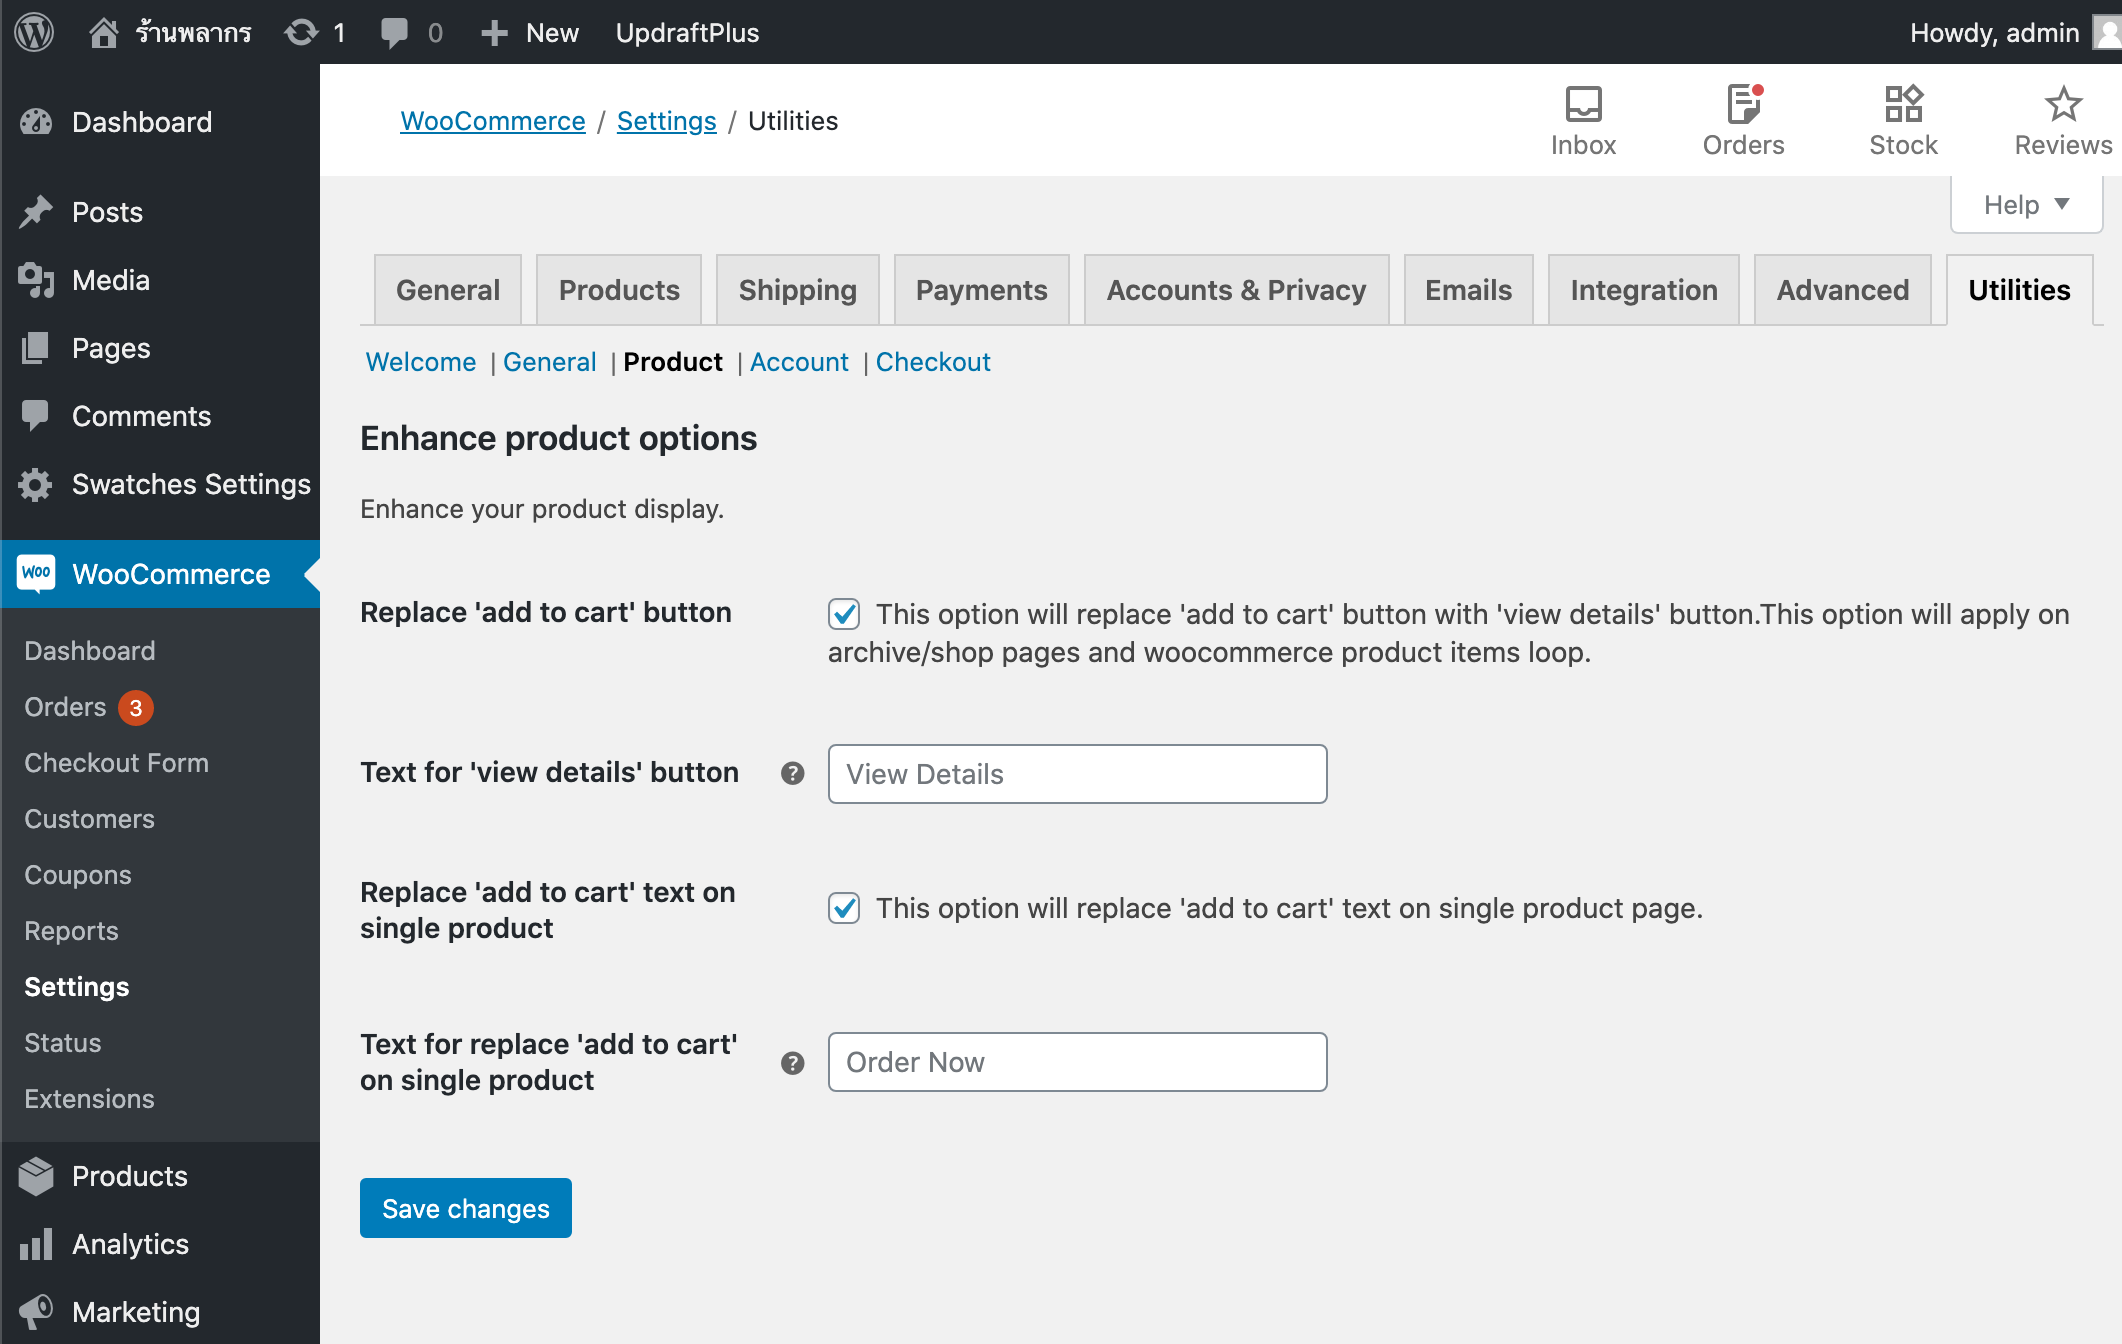 ร้านพลากร 1 0 New UpdraftPlus Howdy, admin
Dashboard
Posts
Media
Pages
Comments
Swatches Settings
Woo WooCommerce
Dashboard
Orders 3
Checkout Form
Customers
Coupons
Reports
Settings
Status
Extensions
Products
Analytics
Marketing
WooCommerce / Settings / Utilities
Inbox Orders Stock Reviews
Help
General Products Shipping Payments Accounts & Privacy Emails Integration Advanced Utilities
Welcome | General | Product | Account | Checkout
Enhance product options
Enhance your product display.
Replace 'add to cart' button
This option will replace 'add to cart' button with 'view details' button.This option will apply on
archive/shop pages and woocommerce product items loop.
Text for 'view details' button ? View Details
Replace 'add to cart' text on
single product
This option will replace 'add to cart' text on single product page.
Text for replace 'add to cart'
on single product
? Order Now
Save changes